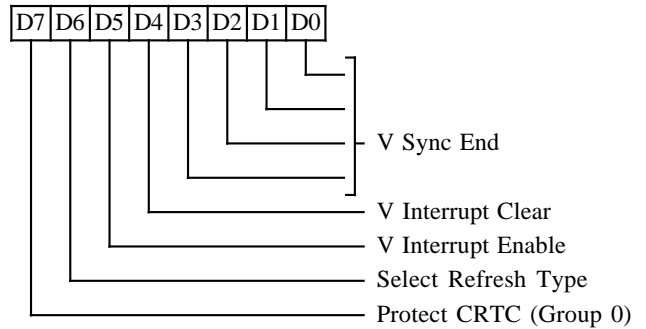 D7 D6 D5 D4 D3 D2 D1 D0
V Sync End
V Interrupt Clear
V Interrupt Enable
Select Refresh Type
Protect CRTC (Group 0)